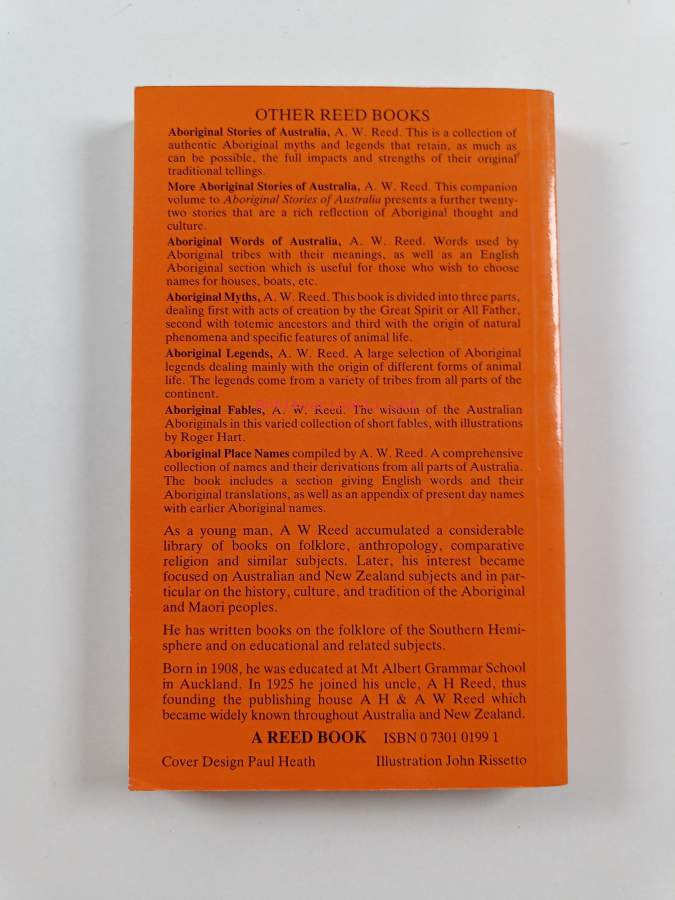 OTHER REED BOOKS
Aboriginal Stories of Australia, A. W. Reed. This is a collection of
authentic Aboriginal myths and legends that retain, as much as
can be possible, the full impacts and strengths of their original
traditional tellings.
More Aboriginal Stories of Australia, A. W. Reed. This companion
volume to Aboriginal Stories of Australia presents a further twenty-
two stories that are a rich reflection of Aboriginal thought and
culture.
Aboriginal Words of Australia, A. W. Reed. Words used by
Aboriginal tribes with their meanings, as well as an English
Aboriginal section which is useful for those who wish to choose
names for houses, boats, etc.
Aboriginal Myths, A. W. Reed. This book is divided into three parts,
dealing first with acts of creation by the Great Spirit or All Father,
second with totemic ancestors and third with the origin of natural
phenomena and specific features of animal life.
Aboriginal Legends, A. W. Reed. A large selection of Aboriginal
legends dealing mainly with the origin of different forms of animal
life. The legends come from a variety of tribes from all parts of the
continent.
Aboriginal Fables, A. W. Reed. The wisdom of the Australian
Aboriginals in this varied collection of short fables, with illustrations
by Roger Hart.
Aboriginal Place Names compiled by A. W. Reed. A comprehensive
collection of names and their derivations from all parts of Australia.
The book includes a section giving English words and their
Aboriginal translations, as well as an appendix of present day names
with earlier Aboriginal names.
As a young man, A W Reed accumulated a considerable
library of books on folklore, anthropology, comparative
religion and similar subjects. Later, his interest became
focused on Australian and New Zealand subjects and in par-
ticular on the history, culture, and tradition of the Aboriginal
and Maori peoples.
He has written books on the folklore of the Southern Hemi-
sphere and on educational and related subjects.
Born in 1908, he was educated at Mt Albert Grammar School
in Auckland. In 1925 he joined his uncle, A H Reed, thus
founding the publishing house A H & A W Reed which
became widely known throughout Australia and New Zealand.
A REED BOOK ISBN 0 7301 0199 1
Cover Design Paul Heath Illustration John Rissetto